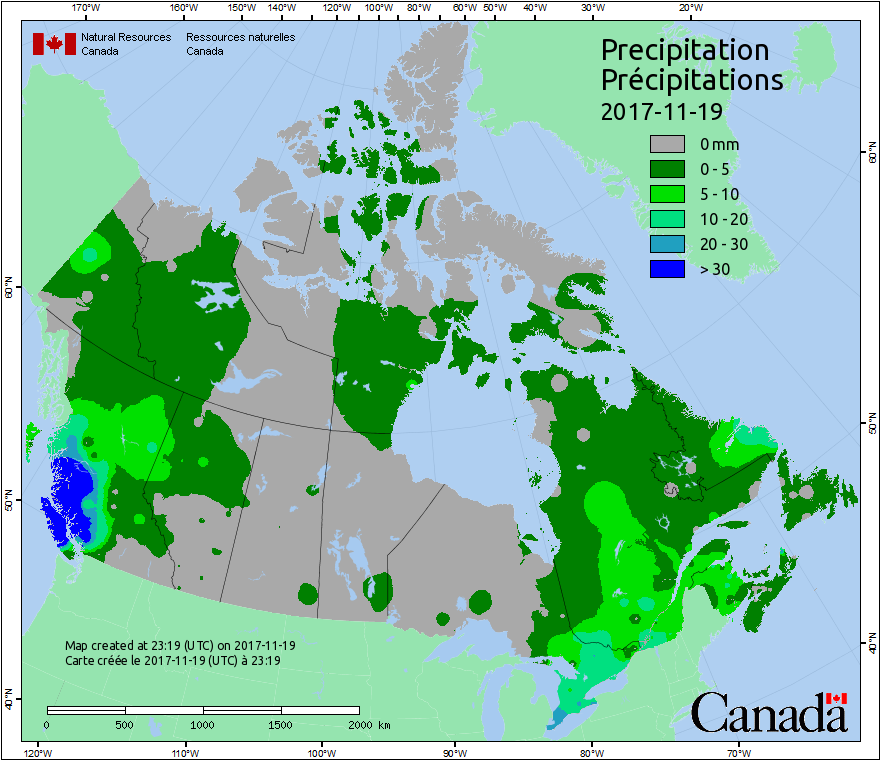 170°W 160°W 150°W 140°W 120°W 100°W 80°W 60°W 50°W 40°W 30°W 20°W
Natural Resources Ressources naturelles
Canada Canada
Precipitation
Précipitations
2017-11-19
0 mm
0 - 5
5 - 10
10 - 20
20 - 30
> 30
60°N
60°N
50°N
50°N
40°N
40°N
Map created at 23:19 (UTC) on 2017-11-19
Carte créée le 2017-11-19 (UTC) à 23:19
0 500 1000 1500 2000 km
Canada
120°W 110°W 100°W 90°W 80°W 70°W